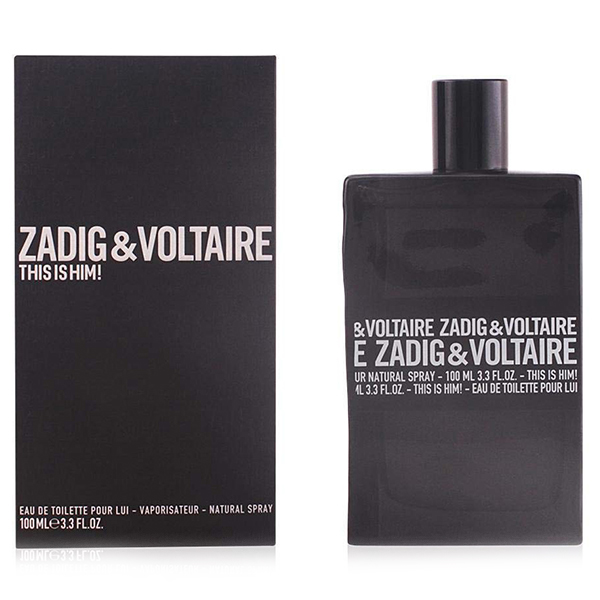 ZADIG & VOLTAIRE
THIS IS HIM!
EAU DE TOILETTE POUR LUI - VAPORISATEUR - NATURAL SPRAY
100 ML℮3.3 FL.OZ.
&VOLTAIRE ZADIG & VOLTAIRE
E ZADIG & VOLTAIRE
UR NATURAL SPRAY - 100 ML 3.3 FL.OZ. - THIS IS HIM!
ML 3.3 FL.OZ. - THIS IS HIM! - EAU DE TOILETTE POUR LUI